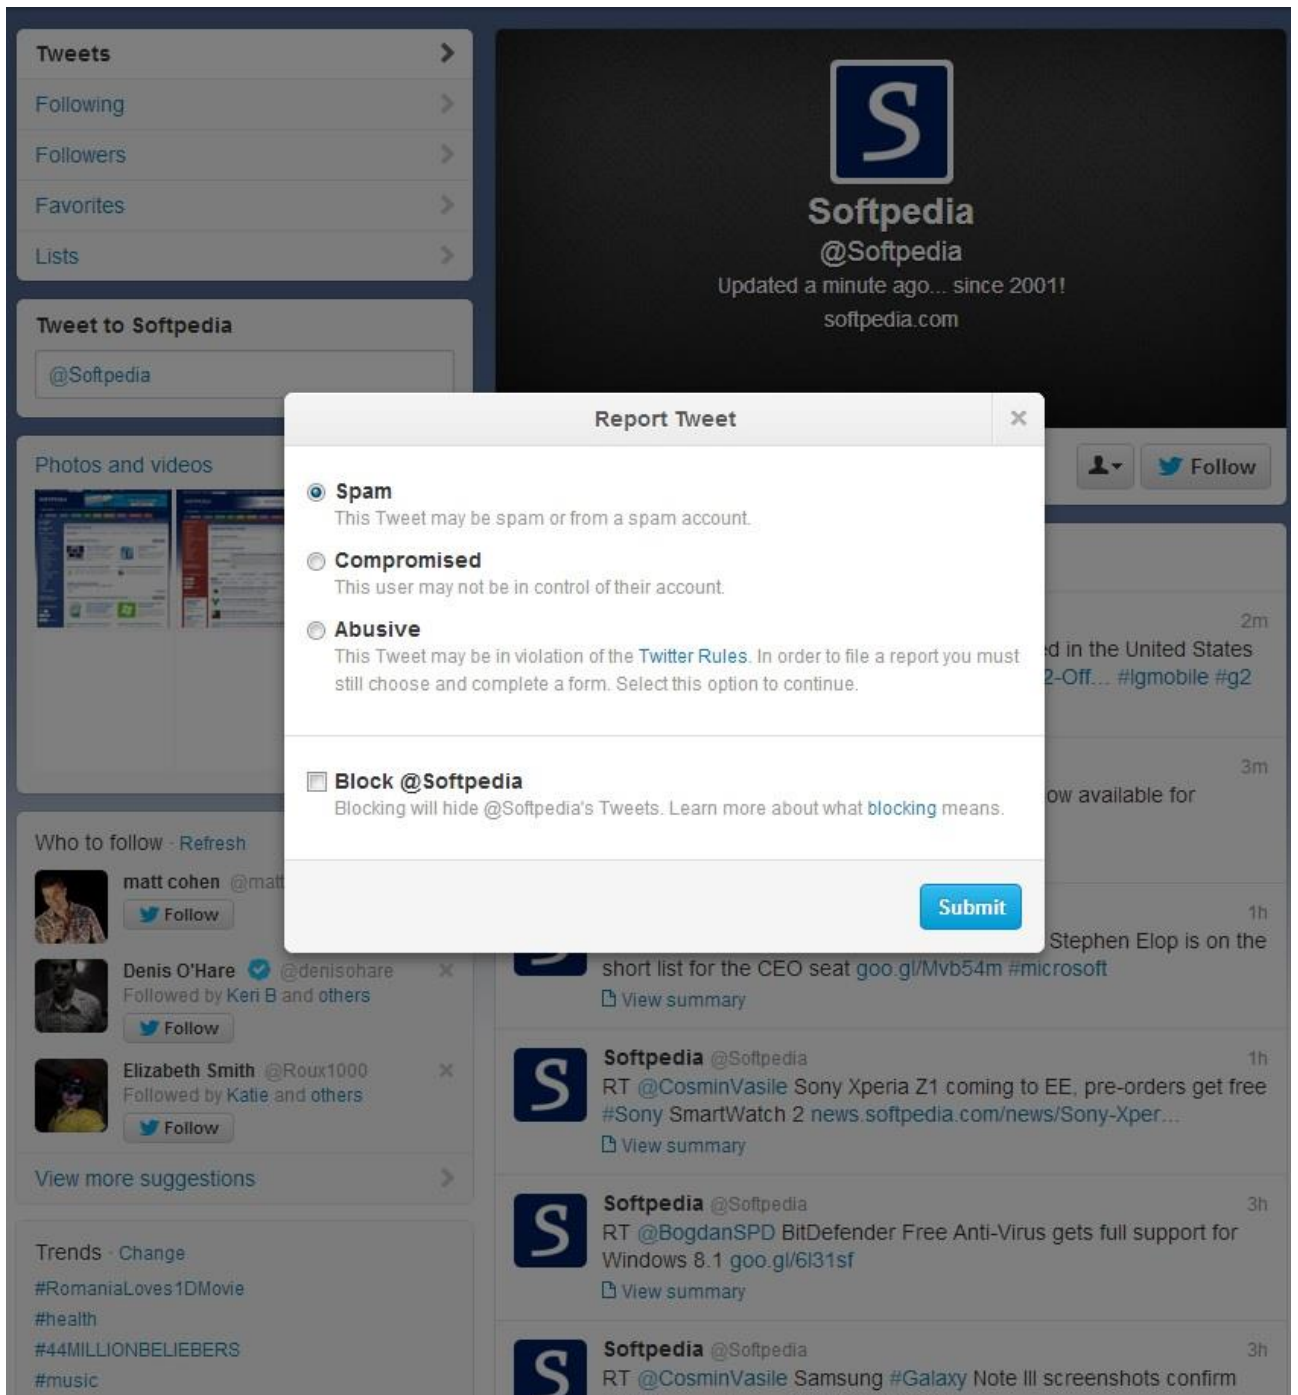 Tweets
Following
Followers
Favorites
Lists
Tweet to Softpedia
@Softpedia
Photos and videos
Who to follow · Refresh
matt cohen @mat
Follow
Denis O'Hare @denisohare
Followed by Keri B and others
Follow
Elizabeth Smith @Roux1000
Followed by Katie and others
Follow
View more suggestions
Trends · Change
#RomaniaLoves1DMovie
#health
#44MILLIONBELIEBERS
#music
S
Softpedia
@Softpedia
Updated a minute ago... since 2001!
softpedia.com
Follow
Report Tweet
Spam
This Tweet may be spam or from a spam account.
Compromised
This user may not be in control of their account.
Abusive
This Tweet may be in violation of the Twitter Rules. In order to file a report you must
still choose and complete a form. Select this option to continue.
Block @Softpedia
Blocking will hide @Softpedia's Tweets. Learn more about what blocking means.
Submit
2m
ed in the United States
2-Off... #lgmobile #g2
3m
ow available for
1h
Stephen Elop is on the
short list for the CEO seat goo.gl/Mvb54m #microsoft
View summary
S
Softpedia @Softpedia 1h
RT @CosminVasile Sony Xperia Z1 coming to EE, pre-orders get free
#Sony SmartWatch 2 news.softpedia.com/news/Sony-Xper...
View summary
S
Softpedia @Softpedia 3h
RT @BogdanSPD BitDefender Free Anti-Virus gets full support for
Windows 8.1 goo.gl/6l31sf
View summary
S
Softpedia @Softpedia 3h
RT @CosminVasile Samsung #Galaxy Note III screenshots confirm